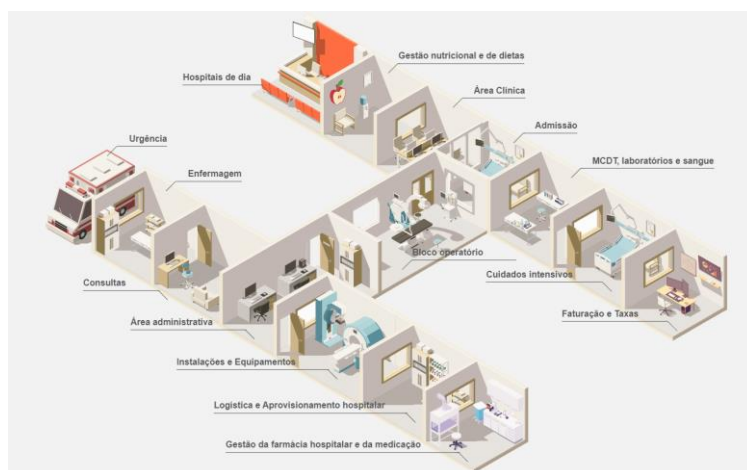 Gestão nutricional e de dietas
Hospitais de dia
Área Clinica
Admissão
Urgência
MCDT, laboratórios e sangue
Enfermagem
Bloco operatório
Cuidados intensivos
Consultas
Faturação e Taxas
Área administrativa
Instalações e Equipamentos
Logística e Aprovisionamento hospitalar
Gestão da farmácia hospitalar e da medicação